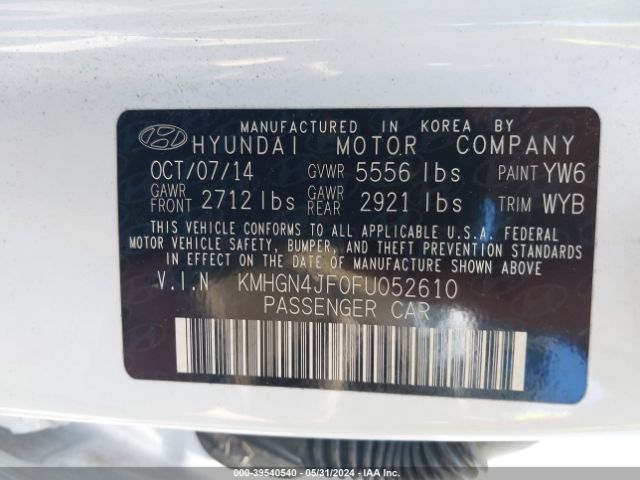 MANUFACTURED IN KOREA BY
HYUNDAI MOTOR COMPANY
OCT/07/14 GVWR 5556 lbs PAINT YW6
GAWR FRONT 2712 lbs GAWR REAR 2921 lbs TRIM WYB
THIS VEHICLE CONFORMS TO ALL APPLICABLE U.S.A. FEDERAL
MOTOR VEHICLE SAFETY, BUMPER, AND THEFT PREVENTION STANDARDS
IN EFFECT ON THE DATE OF MANUFACTURE SHOWN ABOVE.
V.I.N KMHGN4JF0FU052610
PASSENGER CAR
000-39540540 - 05/31/2024 - IAAI.COM